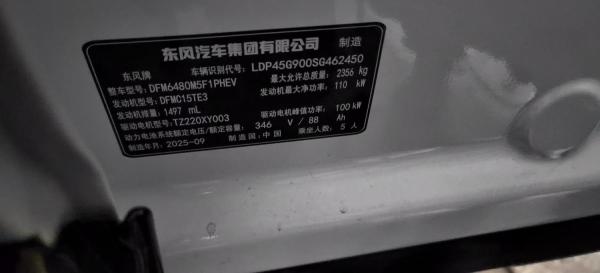 东风汽车集团有限公司 制造
东风牌 车辆识别代号: LDP45G900SG462450
整车型号: DFM6480M5F1PHEV 最大允许总质量: 2356 kg
发动机型号: DFMC15TE3 发动机最大净功率: 110 kW
发动机排量: 1497 mL
驱动电机型号: TZ220XY003 驱动电机峰值功率: 100 kW
动力电池系统额定电压/额定容量: 346 V / 88 Ah
制造年月: 2025-09 制造国: 中国 乘坐人数: 5 人